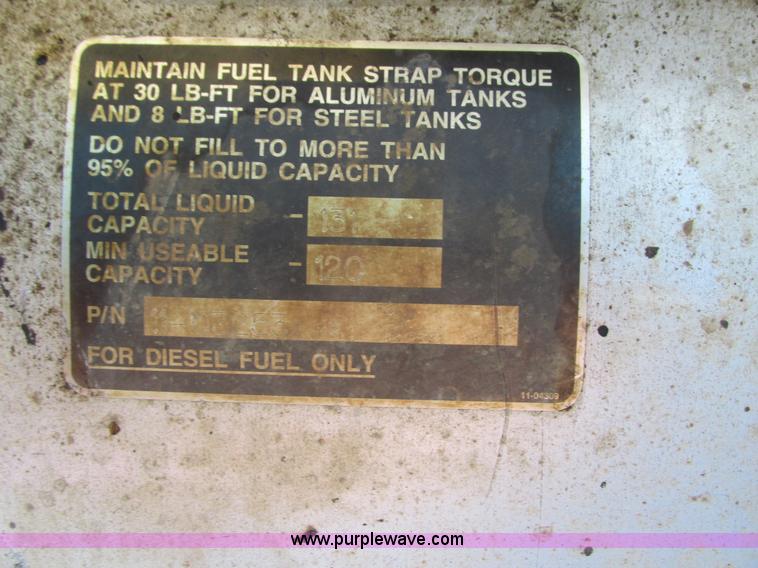 MAINTAIN FUEL TANK STRAP TORQUE
AT 30 LB-FT FOR ALUMINUM TANKS
AND 8 LB-FT FOR STEEL TANKS
DO NOT FILL TO MORE THAN
95% OF LIQUID CAPACITY
TOTAL LIQUID
CAPACITY - 131
MIN USEABLE
CAPACITY - 120
P/N
FOR DIESEL FUEL ONLY
11-04309
www.purplewave.com